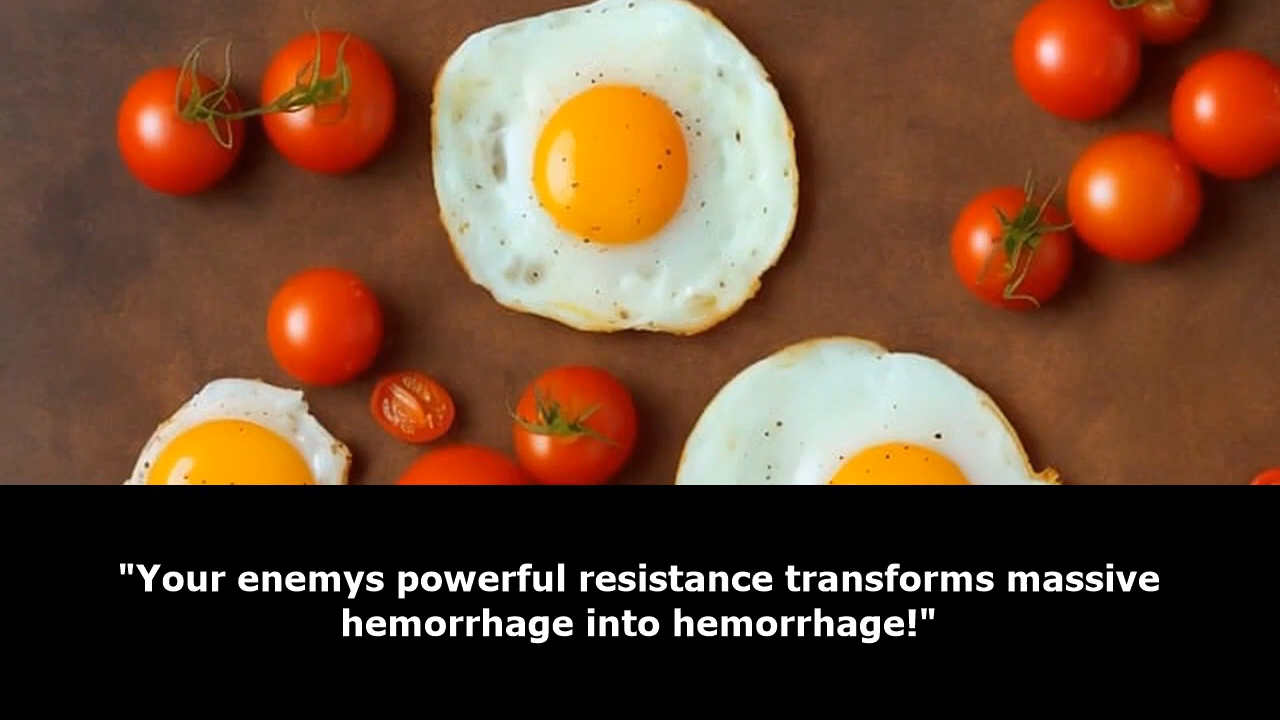 "Your enemys powerful resistance transforms massive
hemorrhage into hemorrhage!"